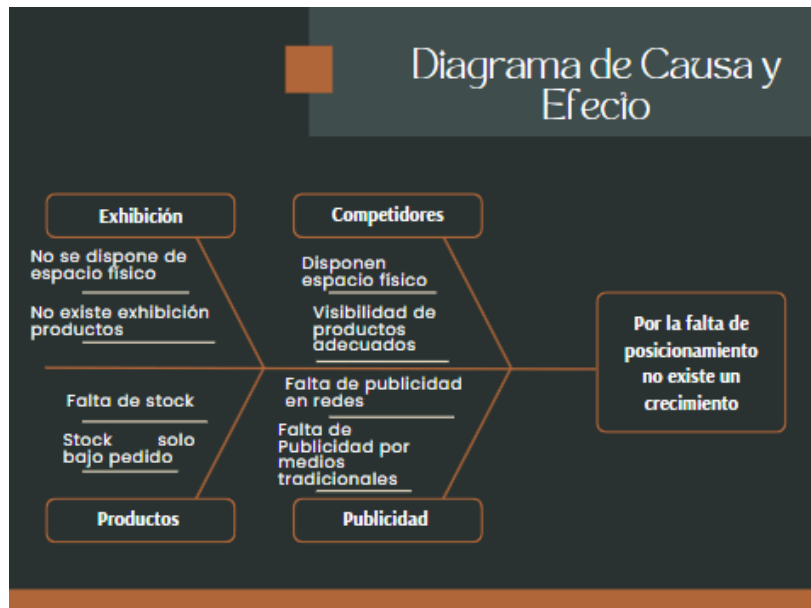 Diagrama de Causa y
Efecto
Exhibición
No se dispone de
espacio físico
No existe exhibición
productos
Competidores
Disponen
espacio físico
Visibilidad de
productos
adecuados
Por la falta de
posicionamiento
no existe un
crecimiento
Falta de stock
Stock solo
bajo pedido
Productos
Falta de publicidad
en redes
Falta de
Publicidad por
medios
tradicionales
Publicidad